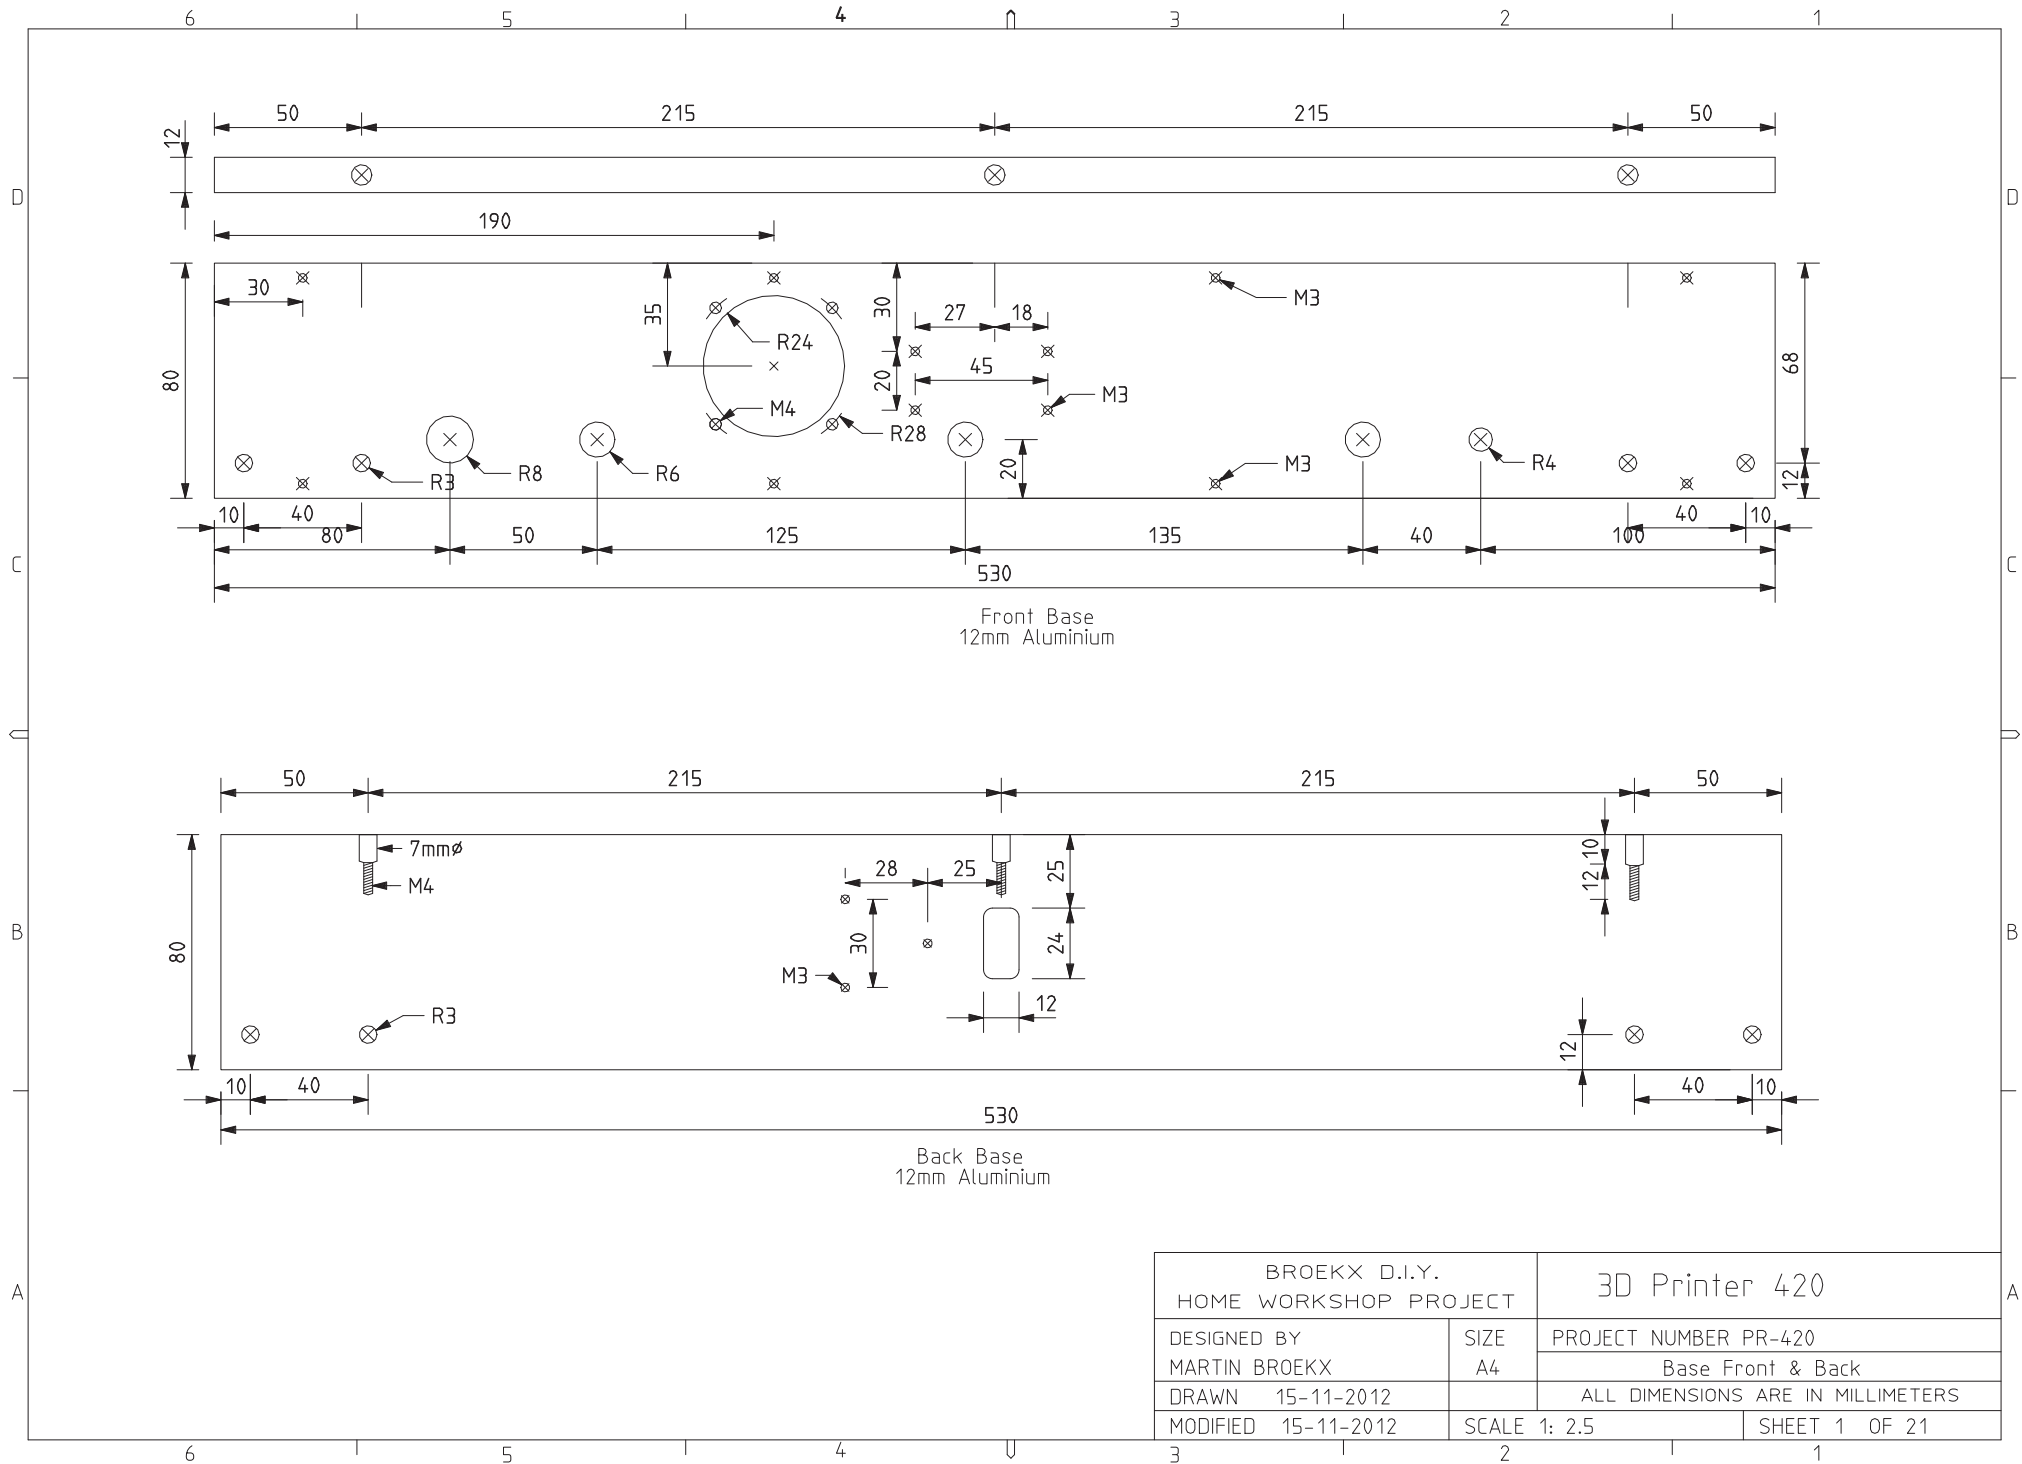 6 5 4 3 2 1
50 215 215 50
12
D D
190
80
30
35
R24
M4
R28
30
27 18
45
20
M3
M3
M3
68
12
R3
R8
R6
20
R4
10 40 40 10
80 50 125 135 40 100
C C
530
Front Base
12mm Aluminium
50 215 215 50
80
7mmø
M4
28 25
25
30
24
M3
12
10
12
B B
R3
12
10 40 40 10
530
Back Base
12mm Aluminium
A A
BROEKX D.I.Y.
HOME WORKSHOP PROJECT
3D Printer 420
DESIGNED BY
MARTIN BROEKX
SIZE
A4
PROJECT NUMBER PR-420
Base Front & Back
DRAWN 15-11-2012
ALL DIMENSIONS ARE IN MILLIMETERS
MODIFIED 15-11-2012
SCALE 1: 2.5
SHEET 1 OF 21
6 5 4 3 2 1